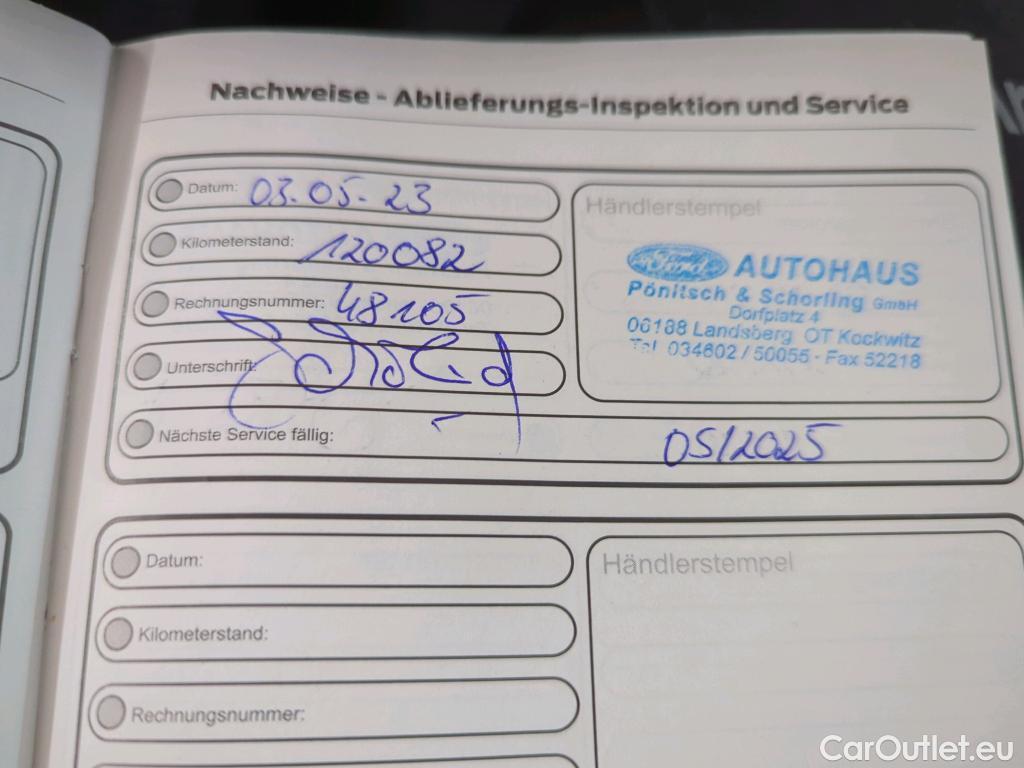 Nachweise - Ablieferungs-Inspektion und Service
Datum: 03.05.23
Kilometerstand: 120082
Rechnungsnummer: 48105
Unterschrift:
Nächste Service fällig: 05/2025
Händlerstempel
Ford AUTOHAUS
Pönitsch & Schorling GmbH
Dorfplatz 4
06188 Landsberg OT Kockwitz
Tel 034602 / 50055 - Fax 52218
Datum:
Kilometerstand:
Rechnungsnummer:
Händlerstempel
CarOutlet.eu